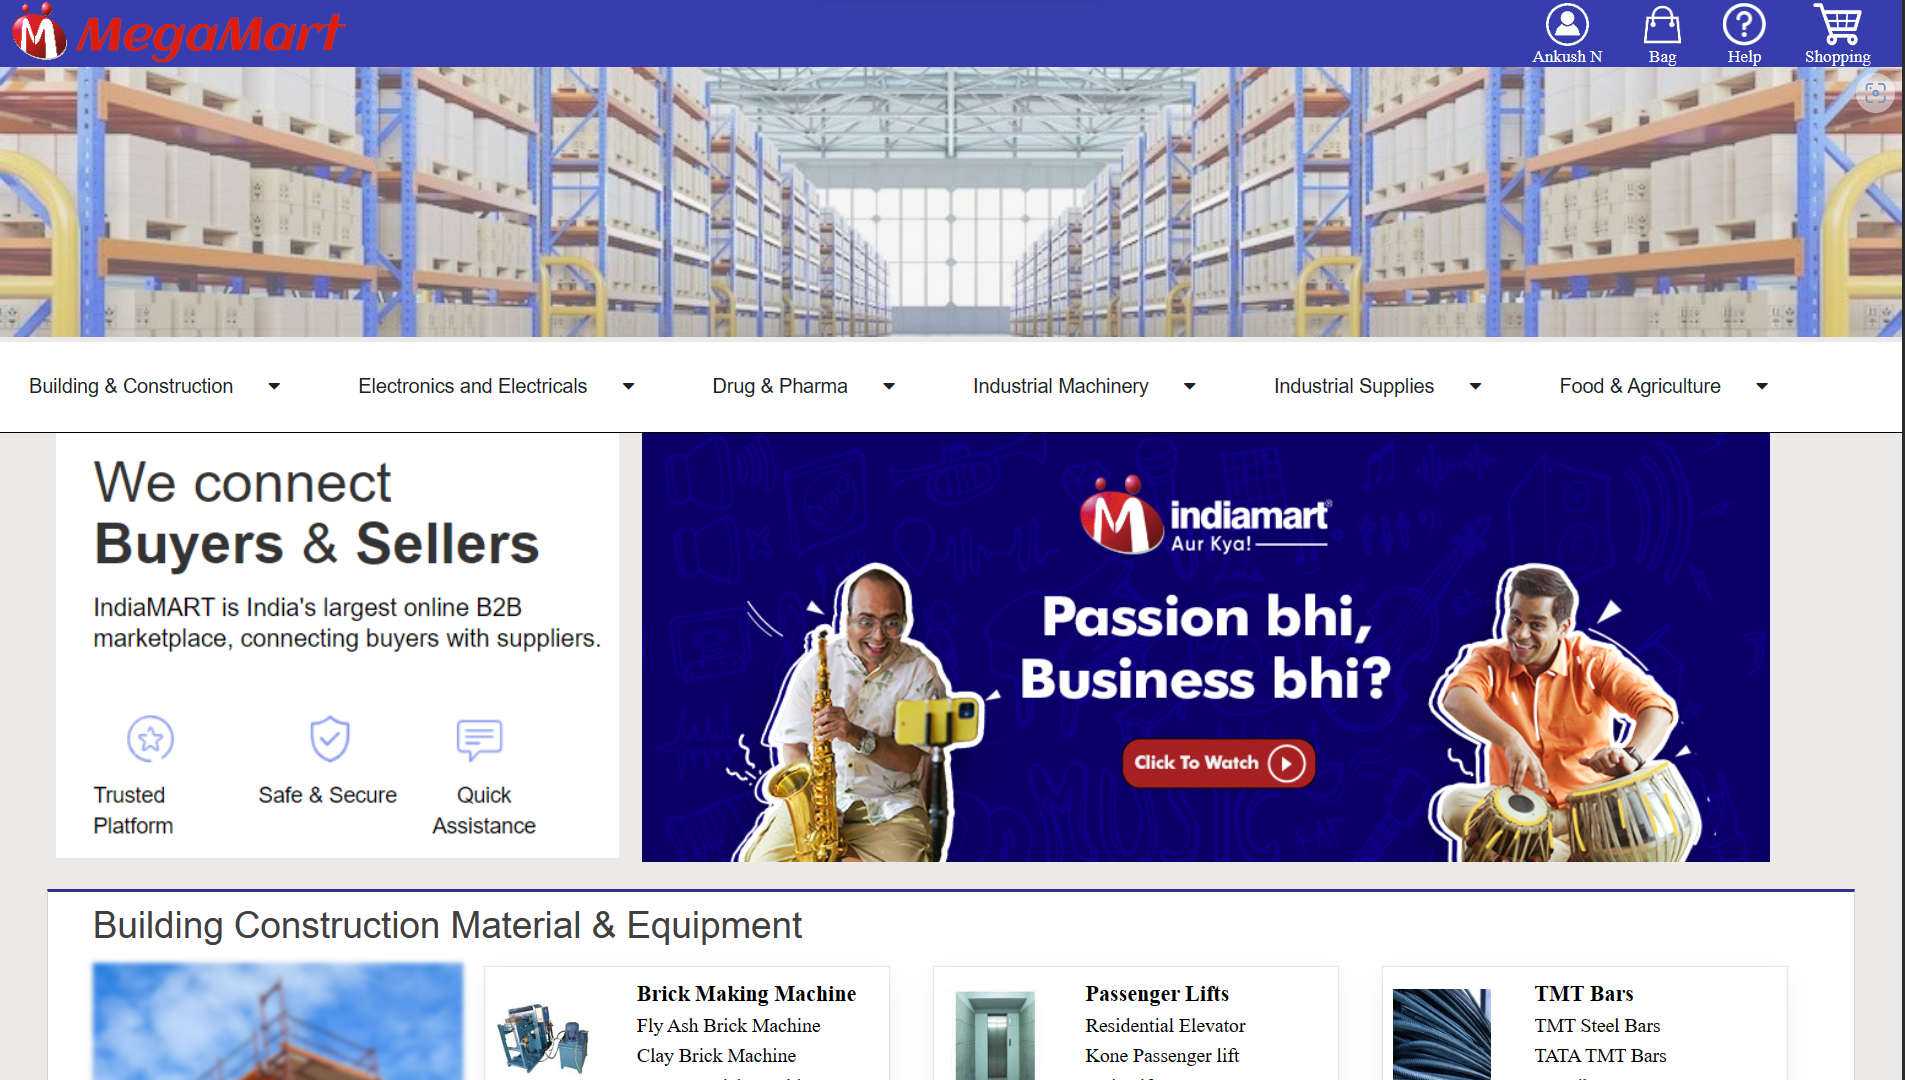 MegaMart
Ankush N
Bag
Help
Shopping
Building & Construction
Electronics and Electricals
Drug & Pharma
Industrial Machinery
Industrial Supplies
Food & Agriculture
We connect
Buyers & Sellers
IndiaMART is India's largest online B2B
marketplace, connecting buyers with suppliers.
Trusted
Platform
Safe & Secure
Quick
Assistance
indiamart®
Aur Kya!
Passion bhi,
Business bhi?
Click To Watch
MUSIC
Building Construction Material & Equipment
Brick Making Machine
Fly Ash Brick Machine
Clay Brick Machine
Passenger Lifts
Residential Elevator
Kone Passenger lift
TMT Bars
TMT Steel Bars
TATA TMT Bars